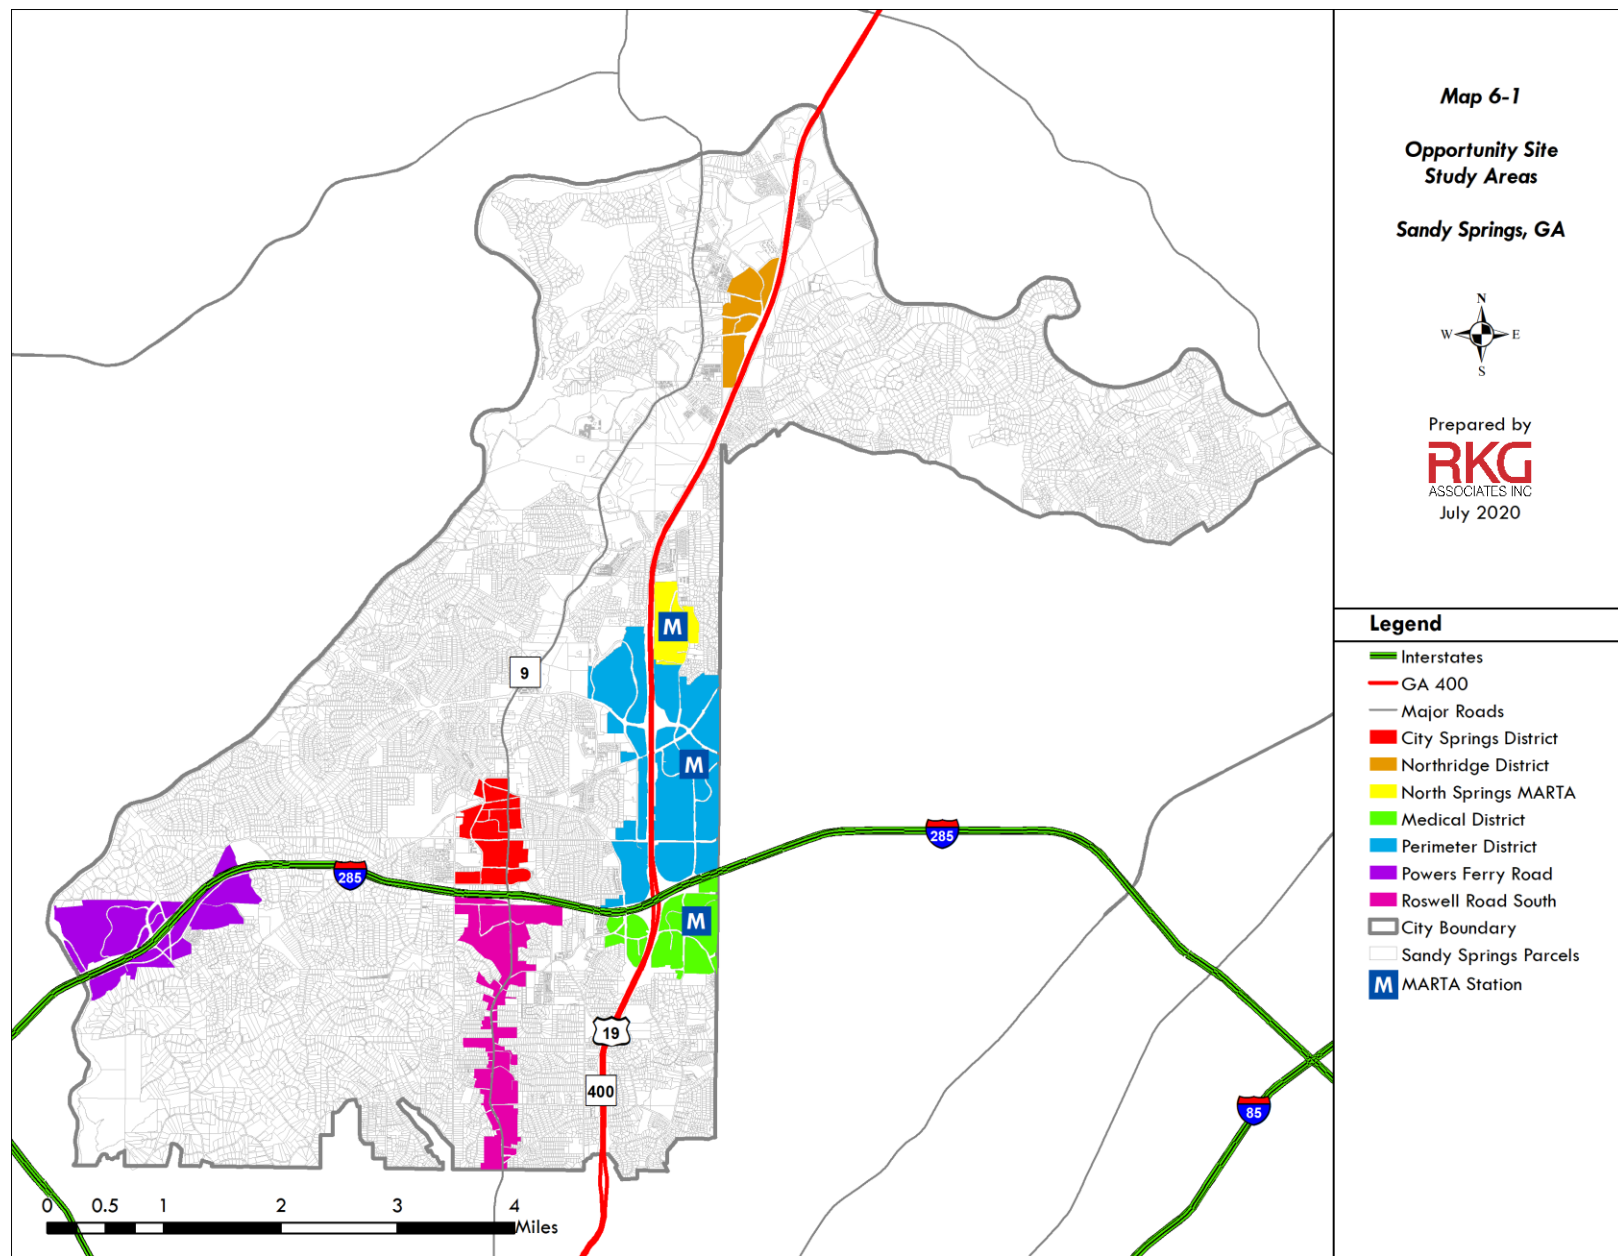 Map 6-1
Opportunity Site
Study Areas
Sandy Springs, GA
N
W E
S
Prepared by
RKG
ASSOCIATES INC
July 2020
Legend
Interstates
GA 400
Major Roads
City Springs District
Northridge District
North Springs MARTA
Medical District
Perimeter District
Powers Ferry Road
Roswell Road South
City Boundary
Sandy Springs Parcels
M MARTA Station
M
9
M
285
285
M
19
400
85
0 0.5 1 2 3 4
Miles